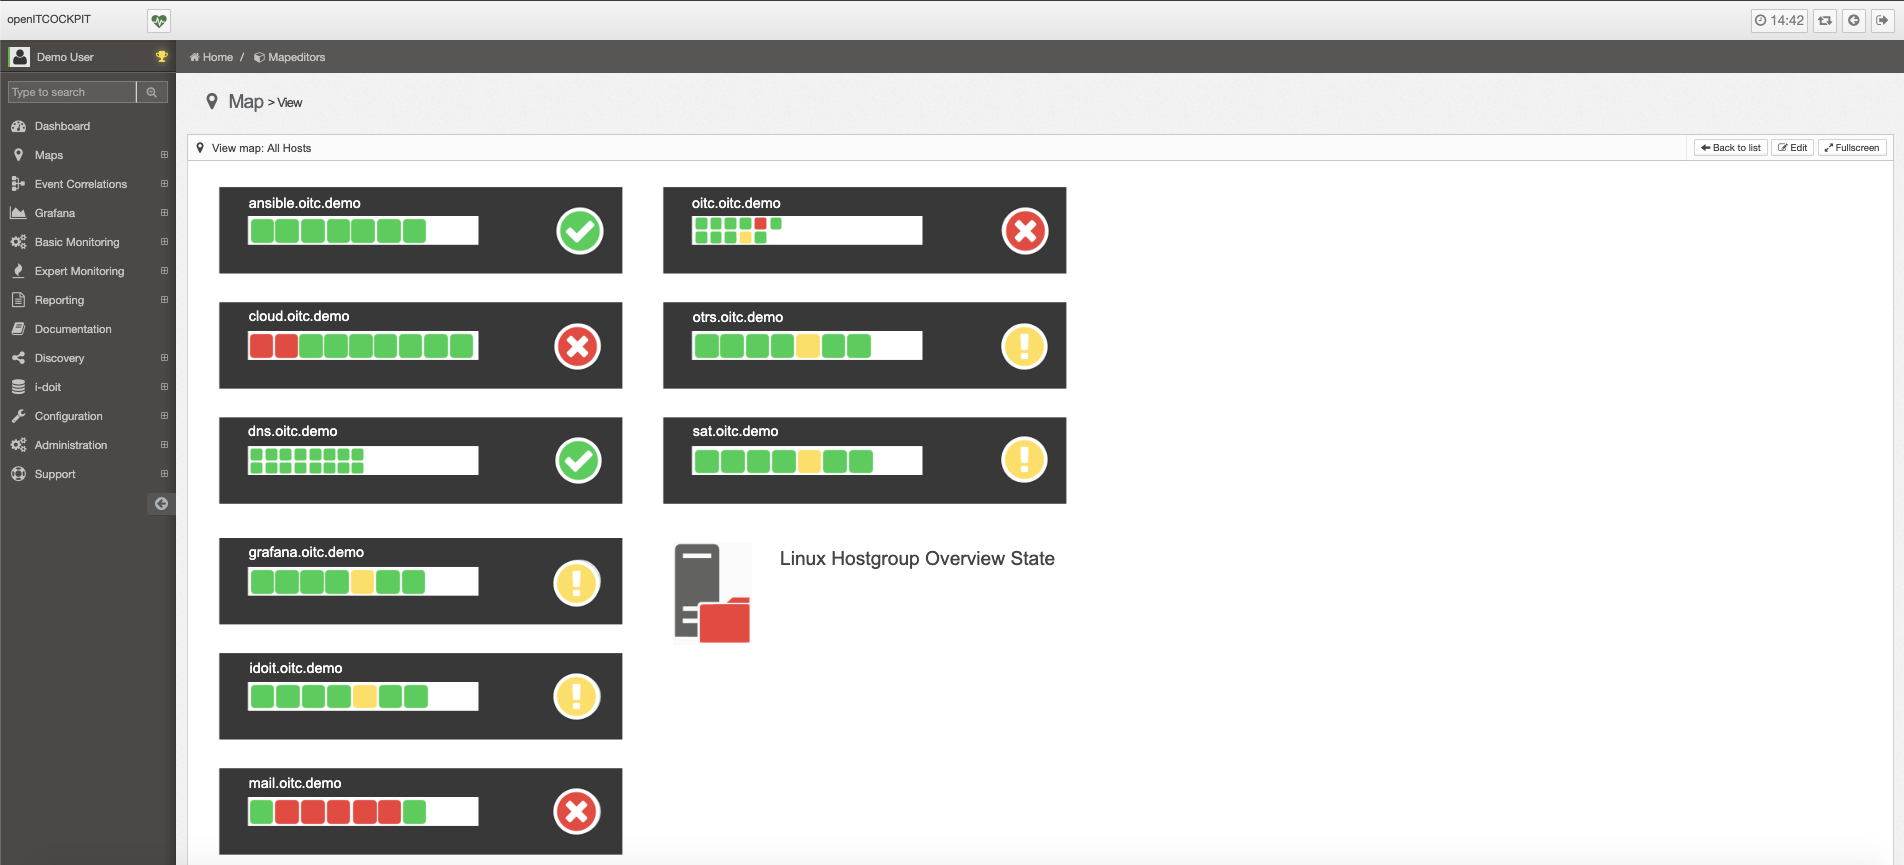 openITCOCKPIT
14:42
Demo User
Home / Mapeditors
Type to search
Map > View
Dashboard
Maps
Event Correlations
Grafana
Basic Monitoring
Expert Monitoring
Reporting
Documentation
Discovery
i-doit
Configuration
Administration
Support
View map: All Hosts
Back to list
Edit
Fullscreen
ansible.oitc.demo
oitc.oitc.demo
cloud.oitc.demo
otrs.oitc.demo
dns.oitc.demo
sat.oitc.demo
grafana.oitc.demo
Linux Hostgroup Overview State
idoit.oitc.demo
mail.oitc.demo